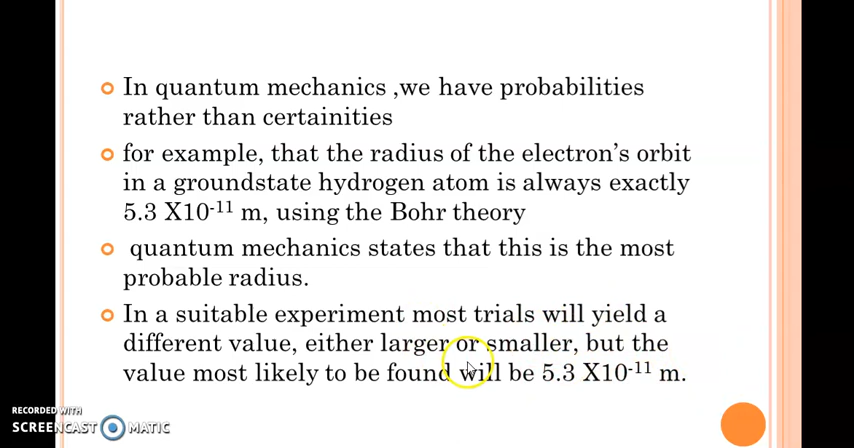 In quantum mechanics ,we have probabilities
rather than certainities
for example, that the radius of the electron's orbit
in a groundstate hydrogen atom is always exactly
5.3 X10⁻¹¹ m, using the Bohr theory
quantum mechanics states that this is the most
probable radius.
In a suitable experiment most trials will yield a
different value, either larger or smaller, but the
value most likely to be found will be 5.3 X10⁻¹¹ m.
RECORDED WITH
SCREENCAST MATIC